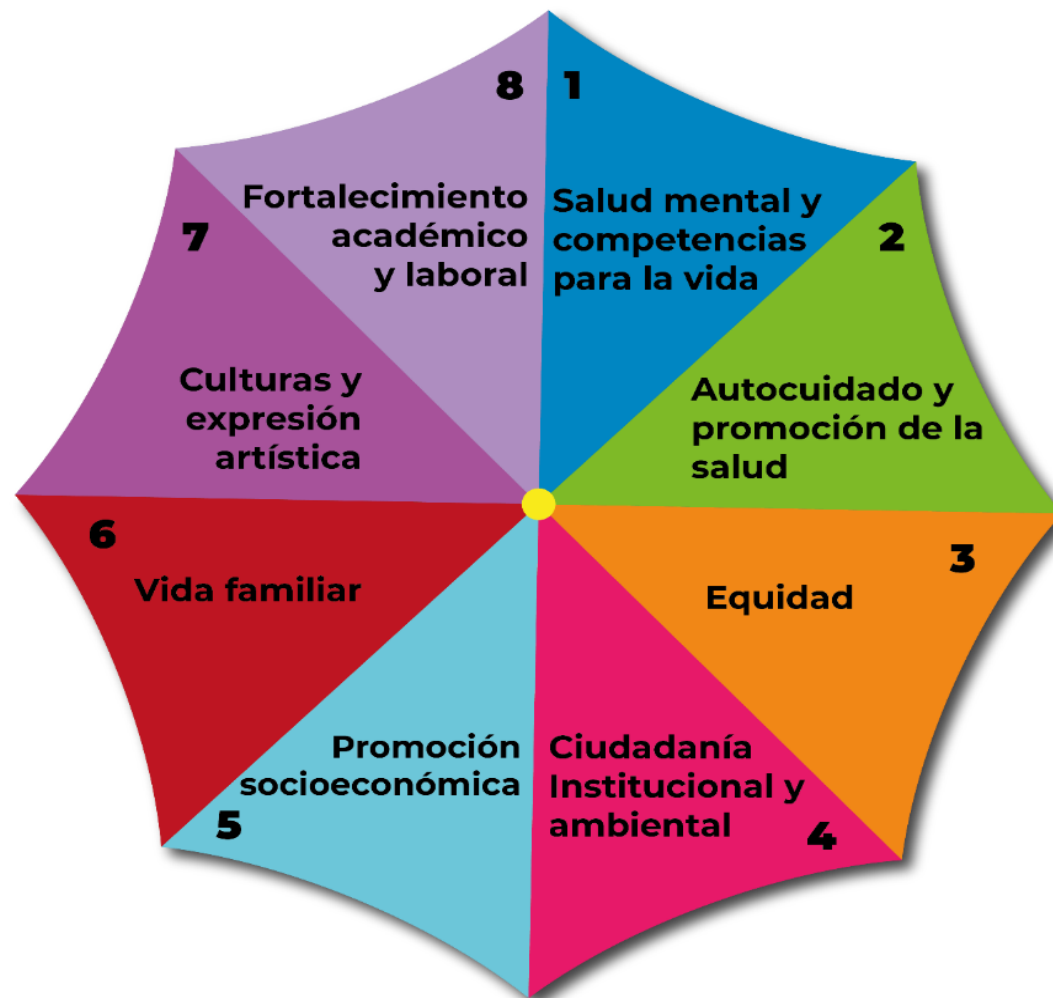 1
Salud mental y
competencias
para la vida
2
Autocuidado y
promoción de la
salud
3
Equidad
4
Ciudadanía
Institucional y
ambiental
5
Promoción
socioeconómica
6
Vida familiar
7
Culturas y
expresión
artística
8
Fortalecimiento
académico
y laboral